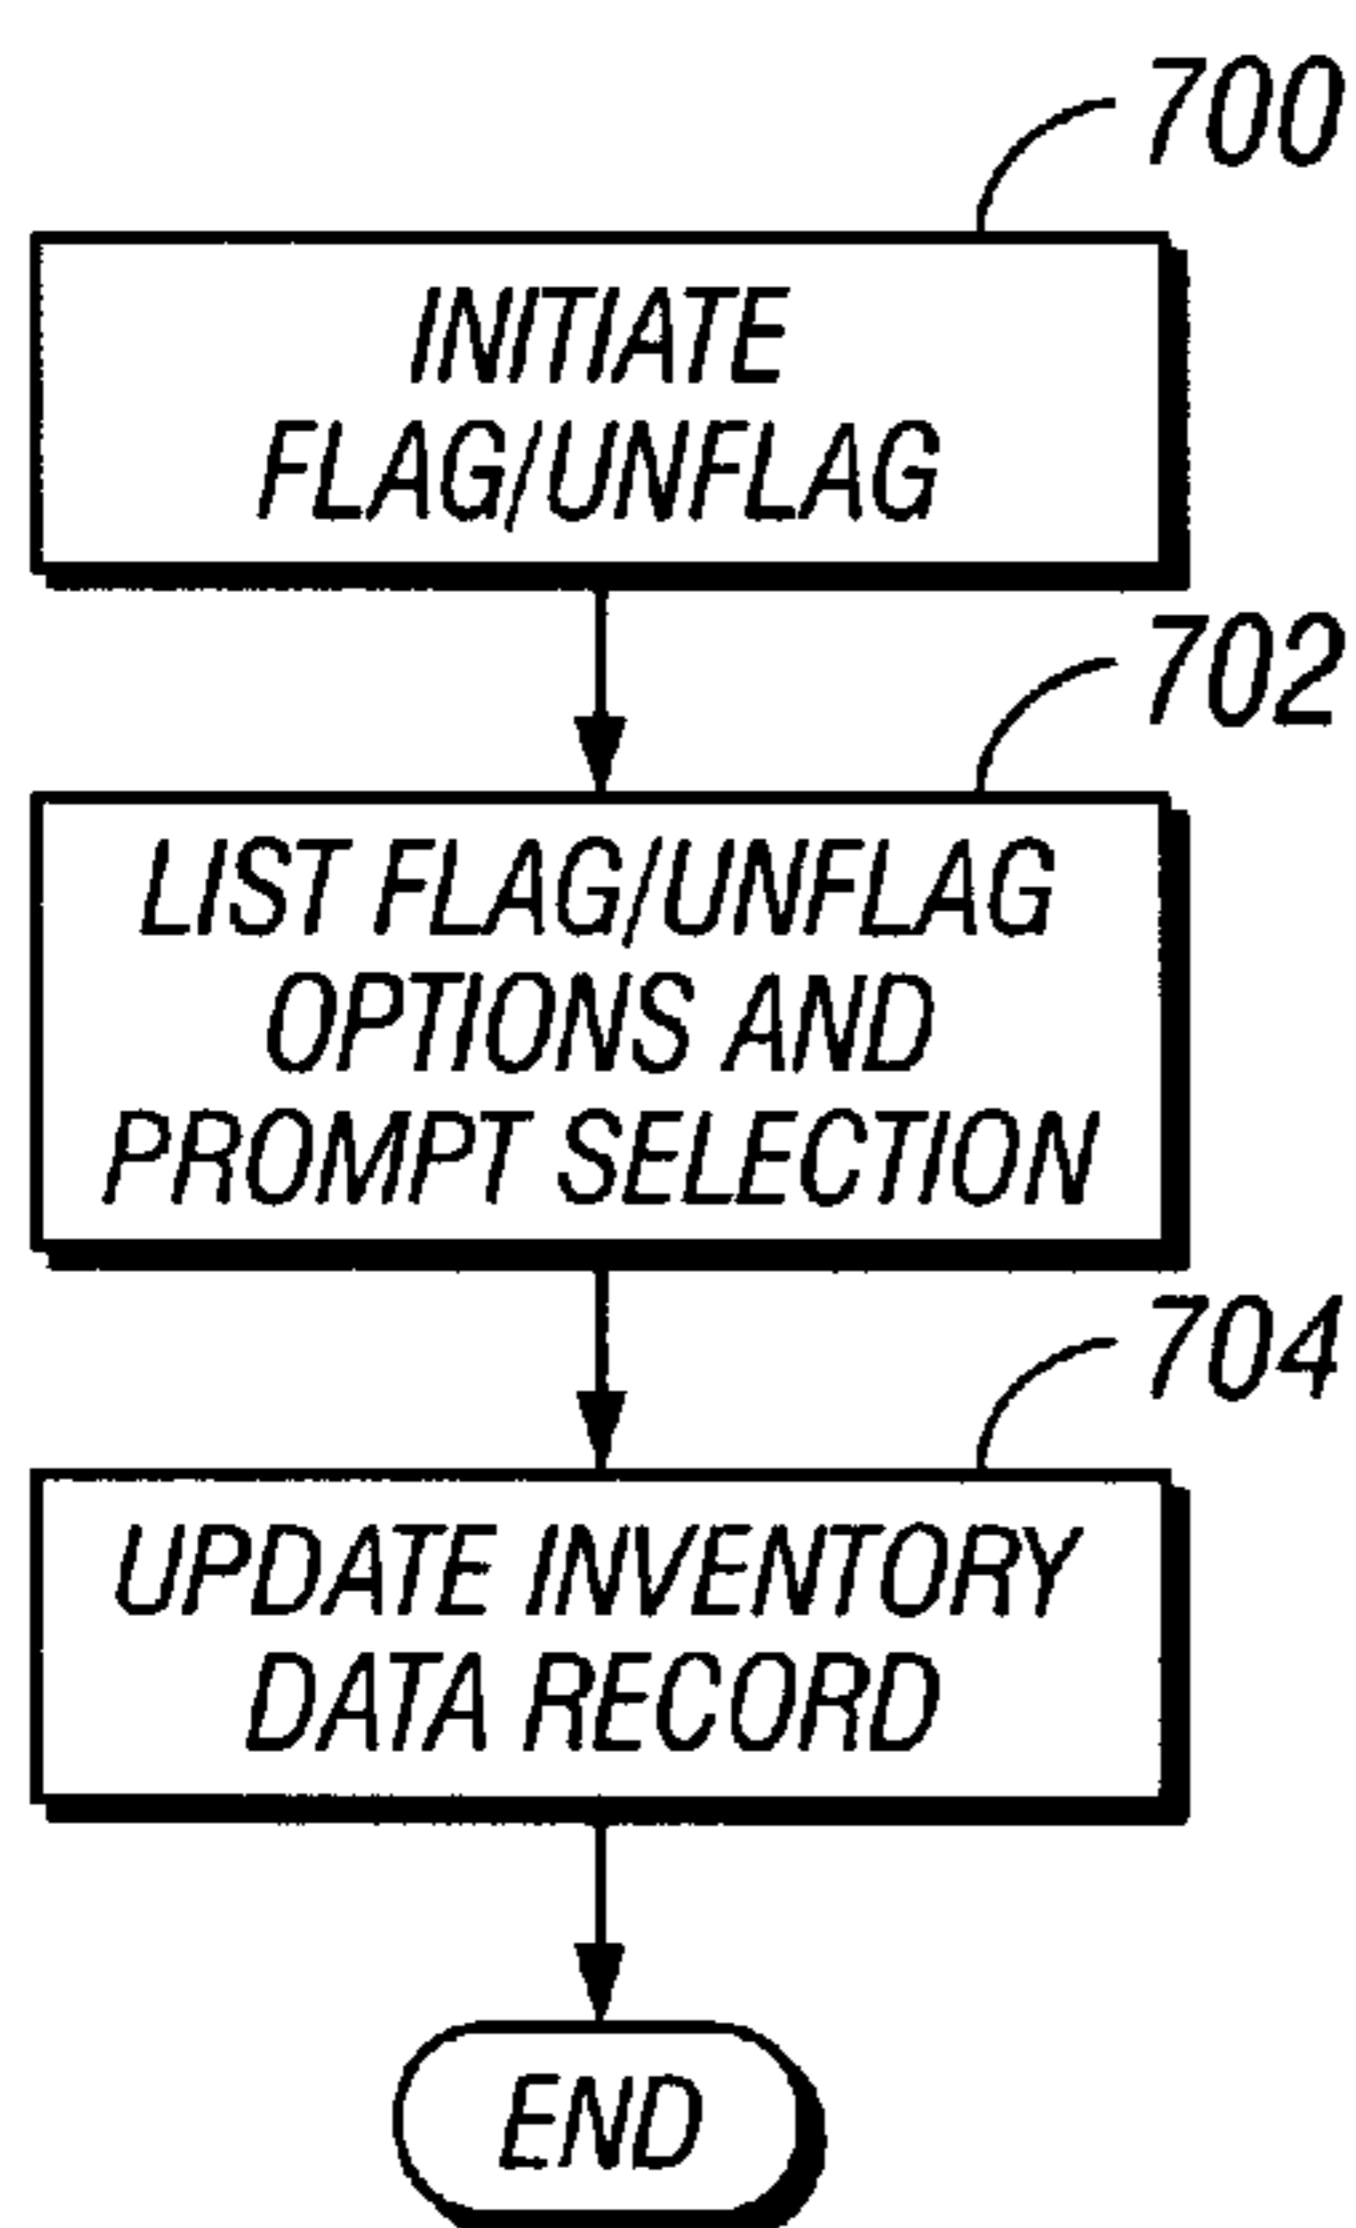 700
INITIATE
FLAG/UNFLAG
702
LIST FLAG/UNFLAG
OPTIONS AND
PROMPT SELECTION
704
UPDATE INVENTORY
DATA RECORD
END